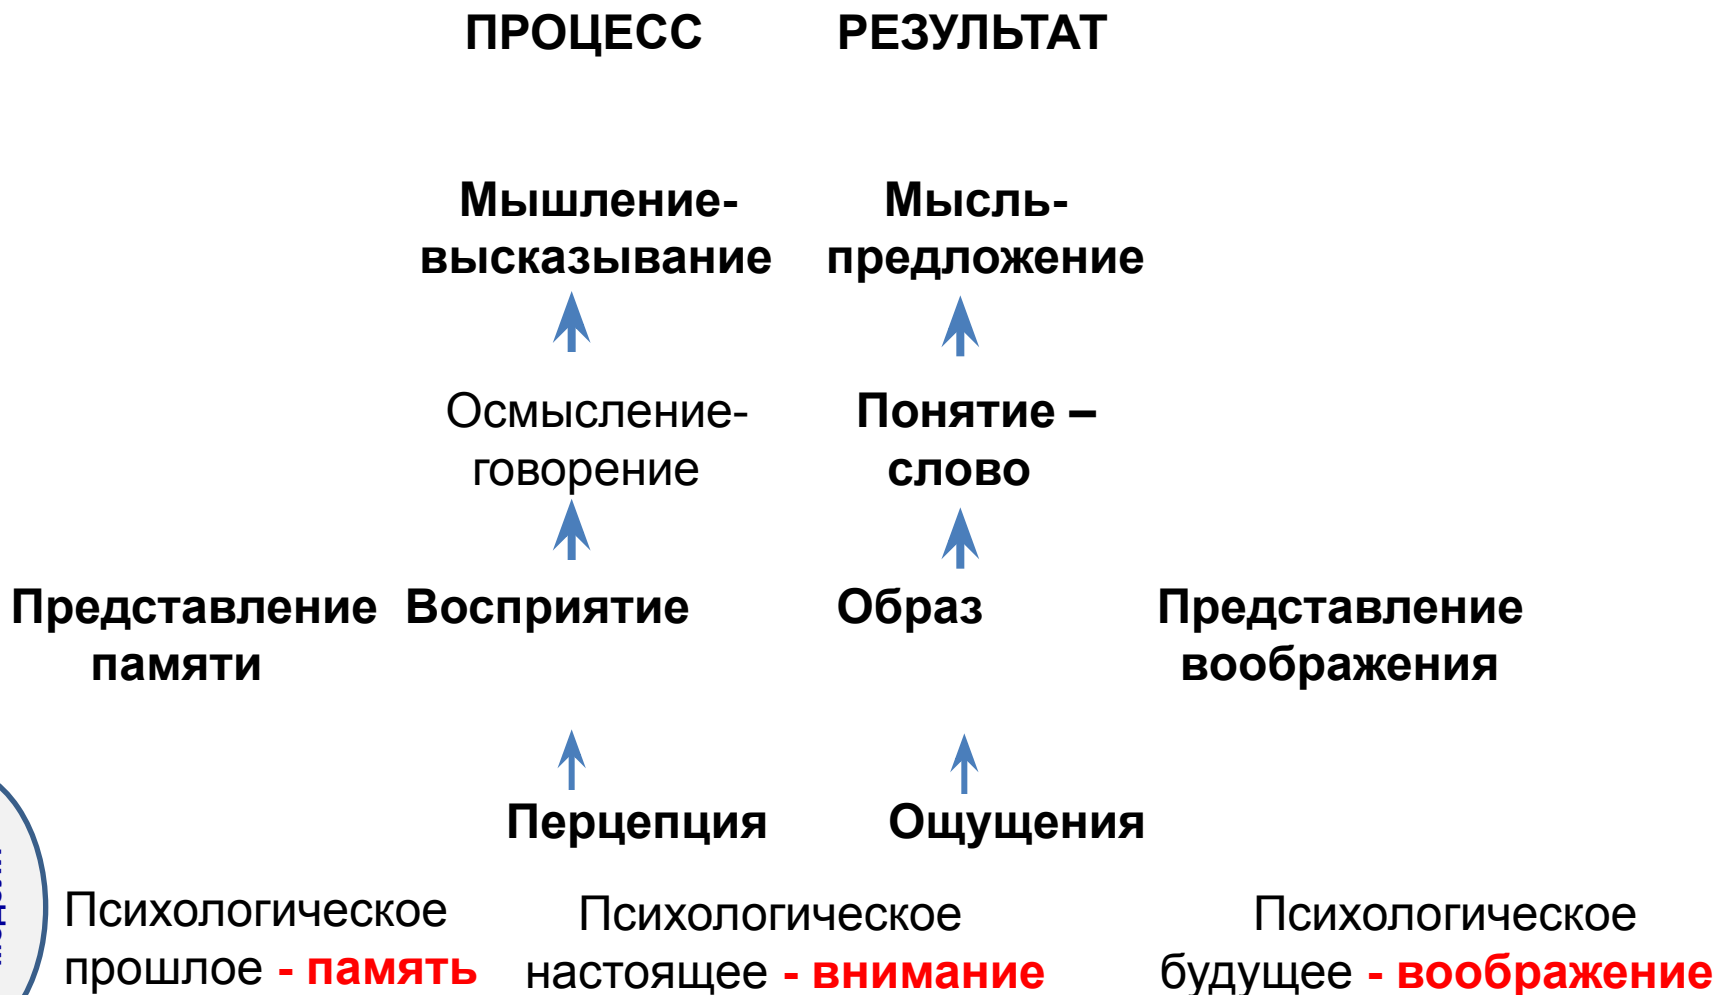 ПРОЦЕСС РЕЗУЛЬТАТ
Мышление- Мысль-
высказывание предложение
Осмысление- Понятие –
говорение слово
Представление Восприятие Образ Представление
памяти воображения
Перцепция Ощущения
Психологическое Психологическое Психологическое
прошлое - память настоящее - внимание будущее - воображение